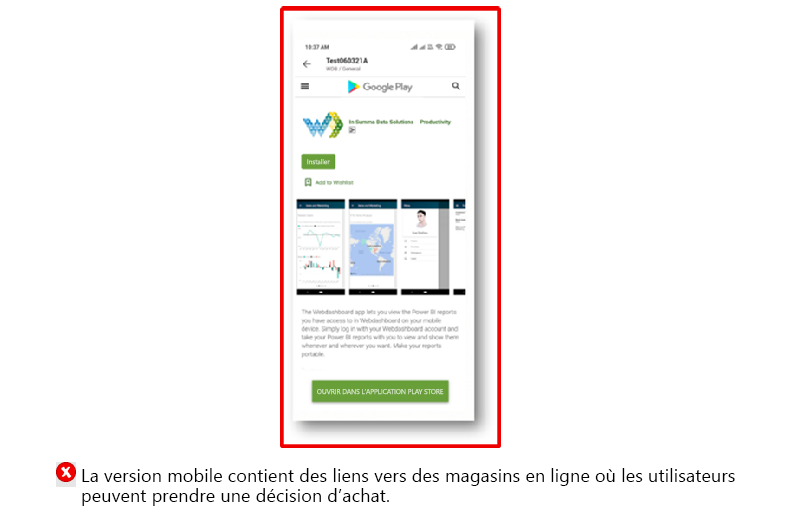 10:37 AM
Test060321A
WDB / General
Google Play
In Summa Data Solutions Productivity
Installer
Add to Wishlist
The Webdashboard app lets you view the Power BI reports
you have access to in Webdashboard on your mobile
device. Simply log in with your Webdashboard account and
take your Power BI reports with you to view and show them
whenever and wherever you want. Make your reports
portable.
OUVRIR DANS L'APPLICATION PLAY STORE
La version mobile contient des liens vers des magasins en ligne où les utilisateurs
peuvent prendre une décision d’achat.